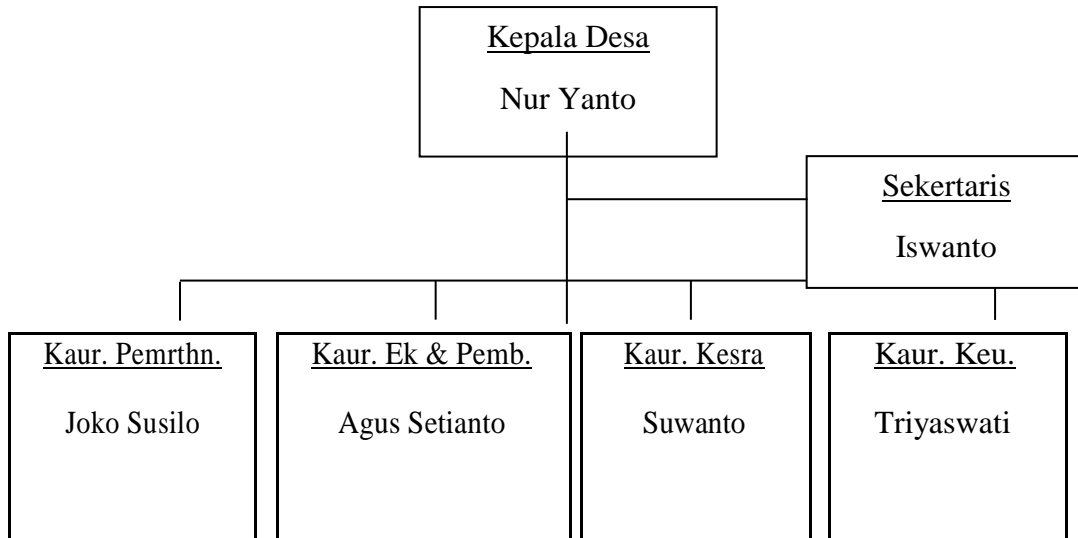 Kepala Desa
Nur Yanto
Sekertaris
Iswanto
Kaur. Pemrthn.
Joko Susilo
Kaur. Ek & Pemb.
Agus Setianto
Kaur. Kesra
Suwanto
Kaur. Keu.
Triyaswati